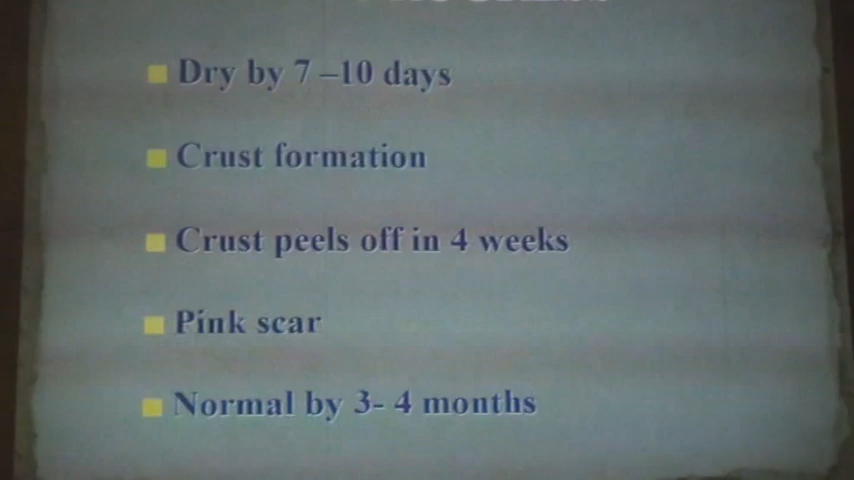 Dry by 7 –10 days
Crust formation
Crust peels off in 4 weeks
Pink scar
Normal by 3- 4 months